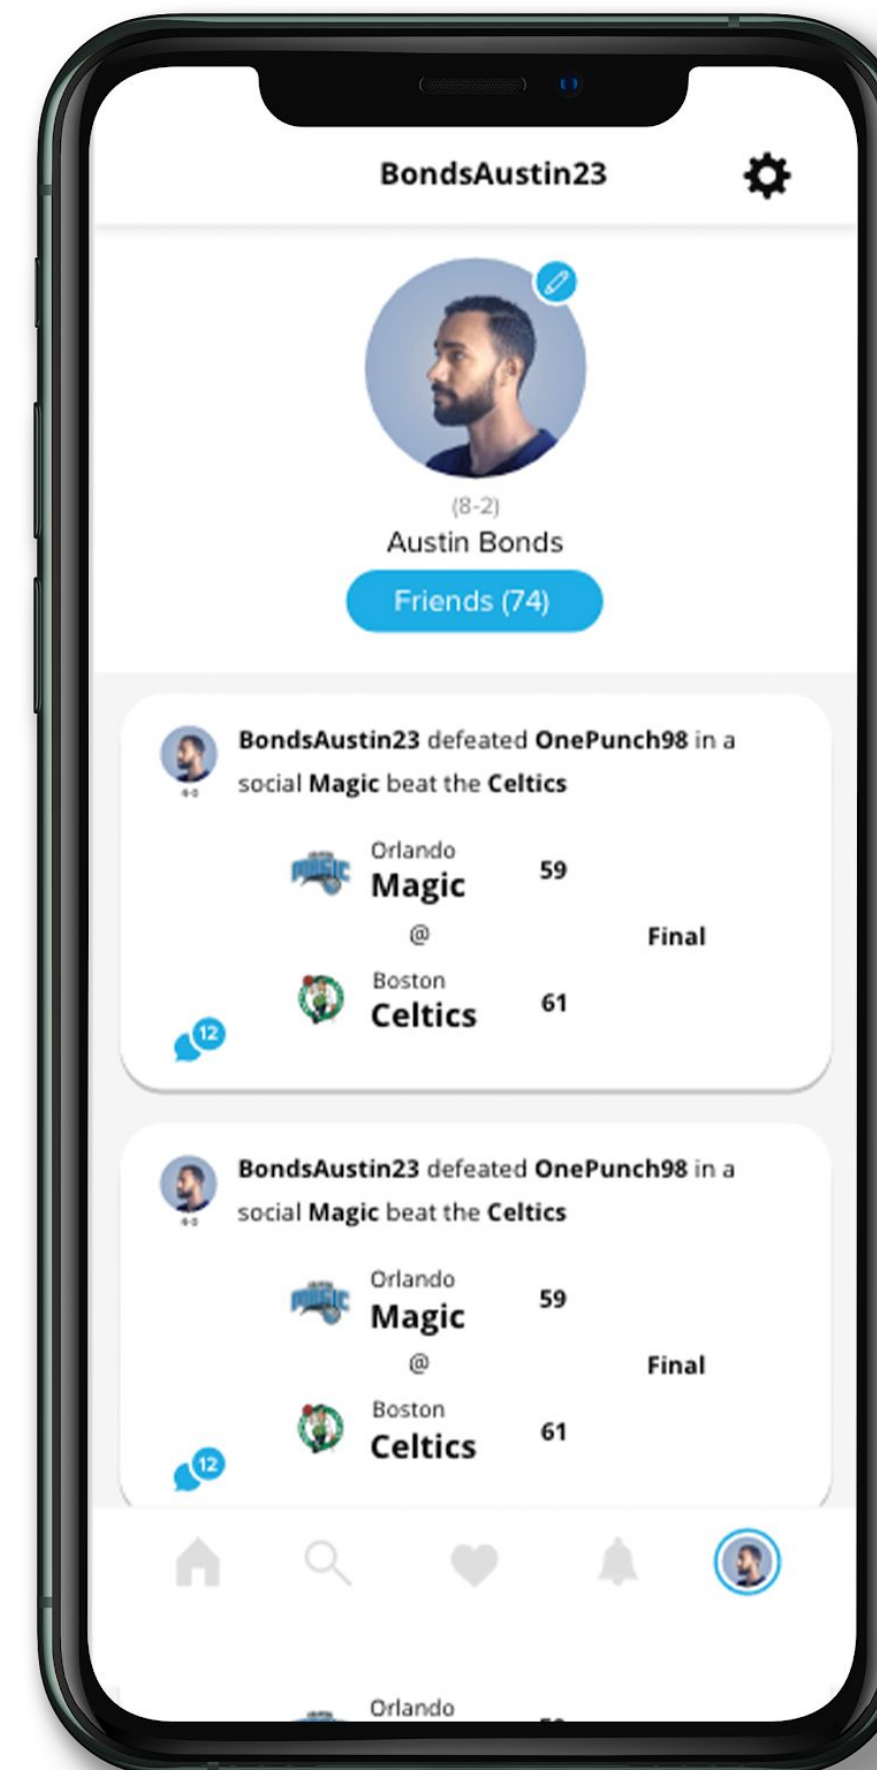 BondsAustin23
(8-2)
Austin Bonds
Friends (74)
BondsAustin23 defeated OnePunch98 in a
social Magic beat the Celtics
Orlando
Magic
59
@
Final
Boston
Celtics
61
12
BondsAustin23 defeated OnePunch98 in a
social Magic beat the Celtics
Orlando
Magic
59
@
Final
Boston
Celtics
61
12
Orlando